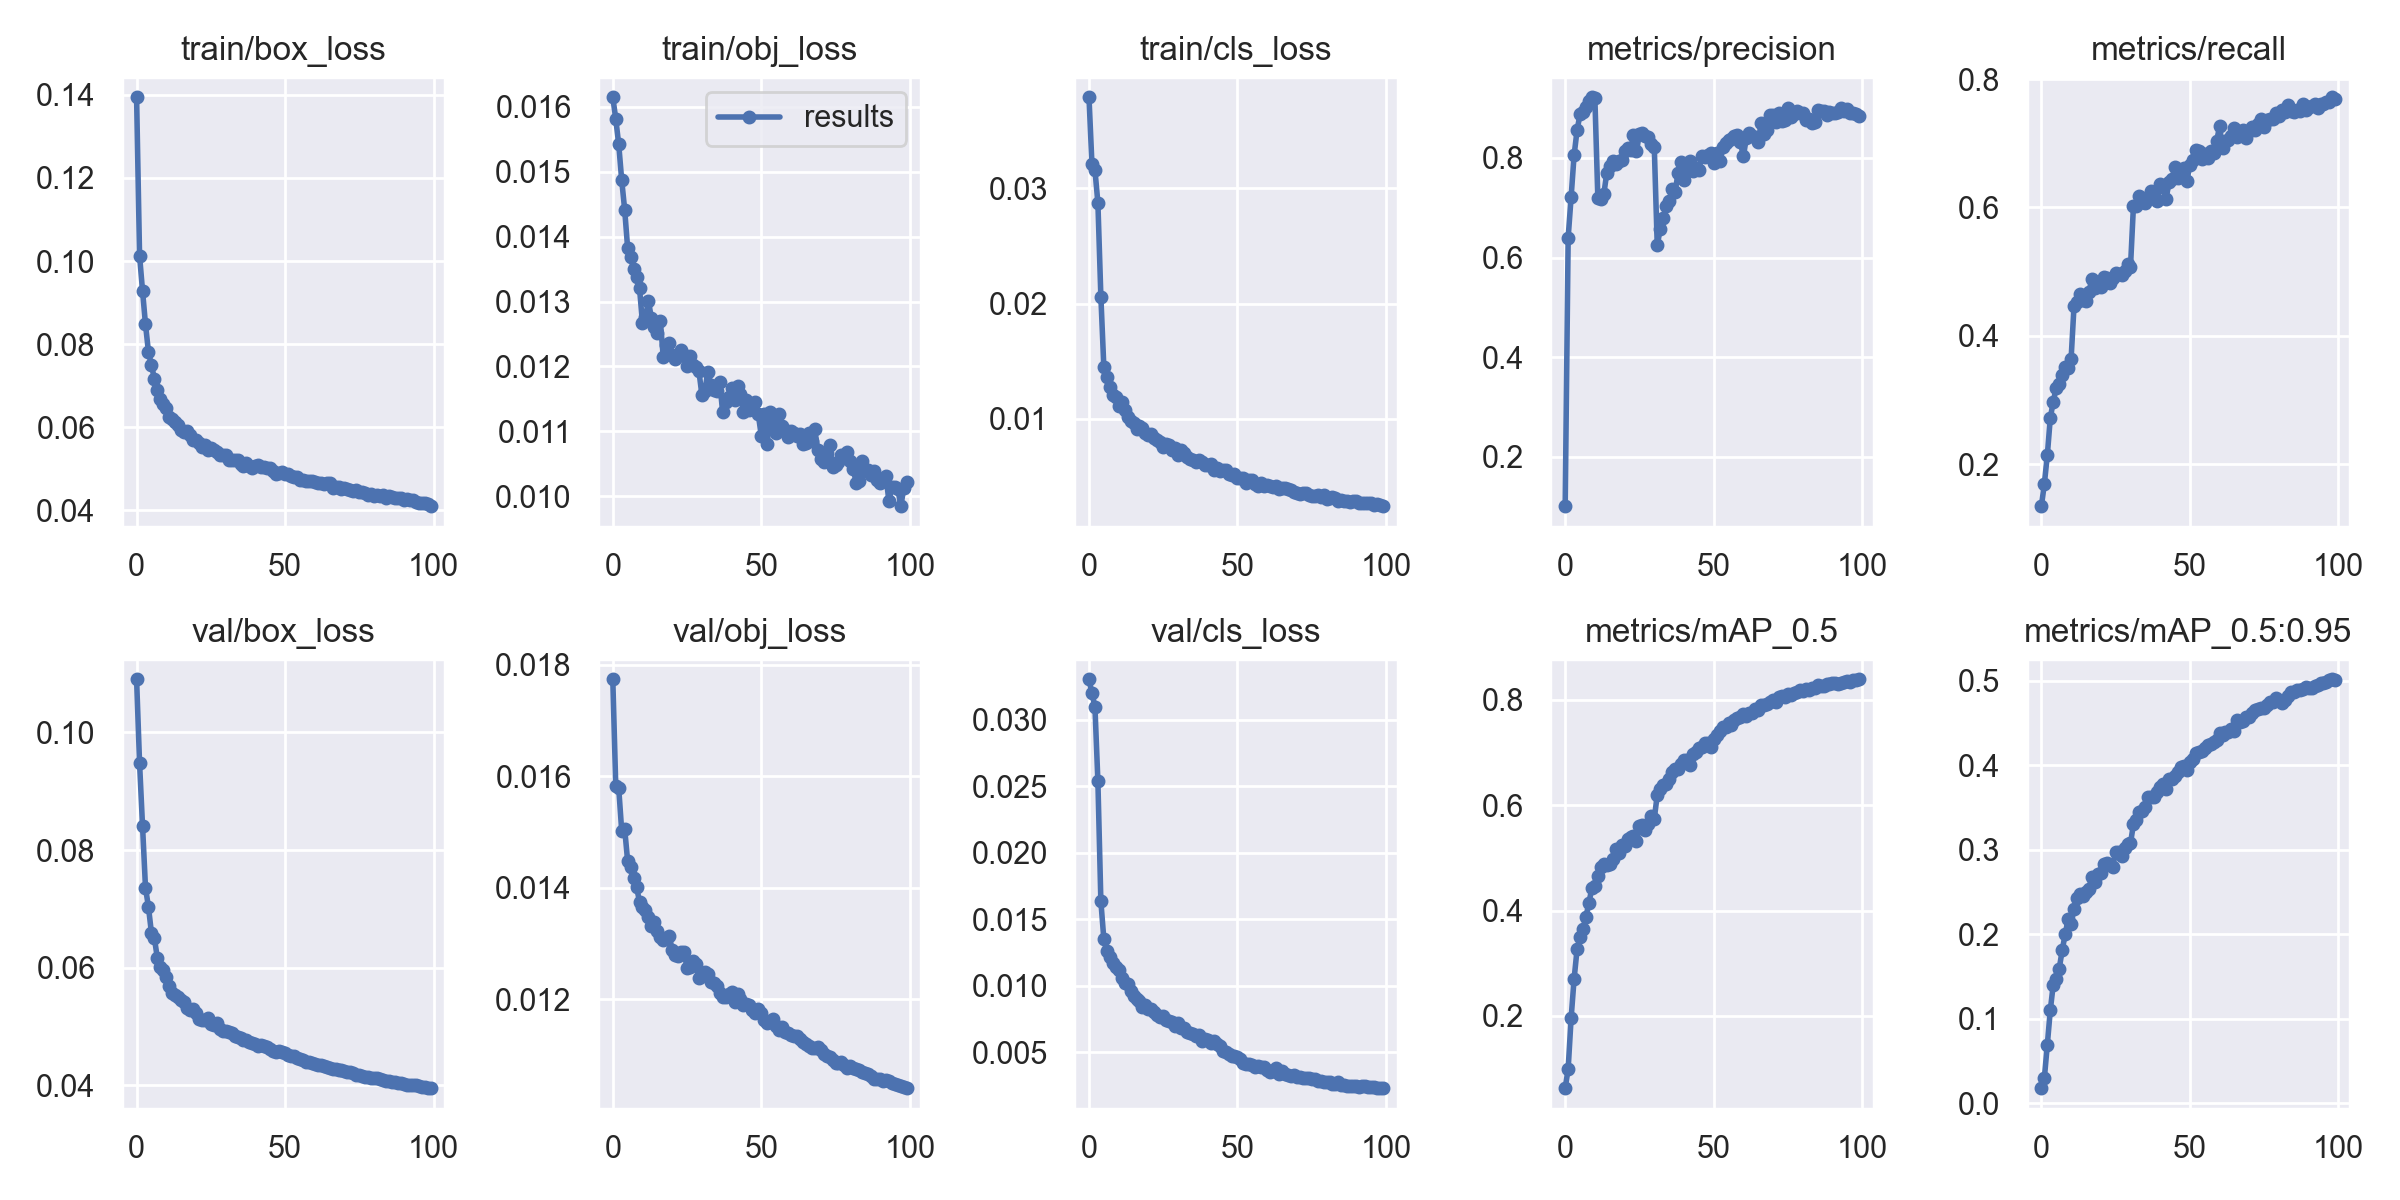 train/box_loss
0.14
0.12
0.10
0.08
0.06
0.04
0 50 100
train/obj_loss
results
0.016
0.015
0.014
0.013
0.012
0.011
0.010
0 50 100
train/cls_loss
0.03
0.02
0.01
0 50 100
metrics/precision
0.8
0.6
0.4
0.2
0 50 100
metrics/recall
0.8
0.6
0.4
0.2
0 50 100
val/box_loss
0.10
0.08
0.06
0.04
0 50 100
val/obj_loss
0.018
0.016
0.014
0.012
0 50 100
val/cls_loss
0.030
0.025
0.020
0.015
0.010
0.005
0 50 100
metrics/mAP_0.5
0.8
0.6
0.4
0.2
0 50 100
metrics/mAP_0.5:0.95
0.5
0.4
0.3
0.2
0.1
0.0
0 50 100